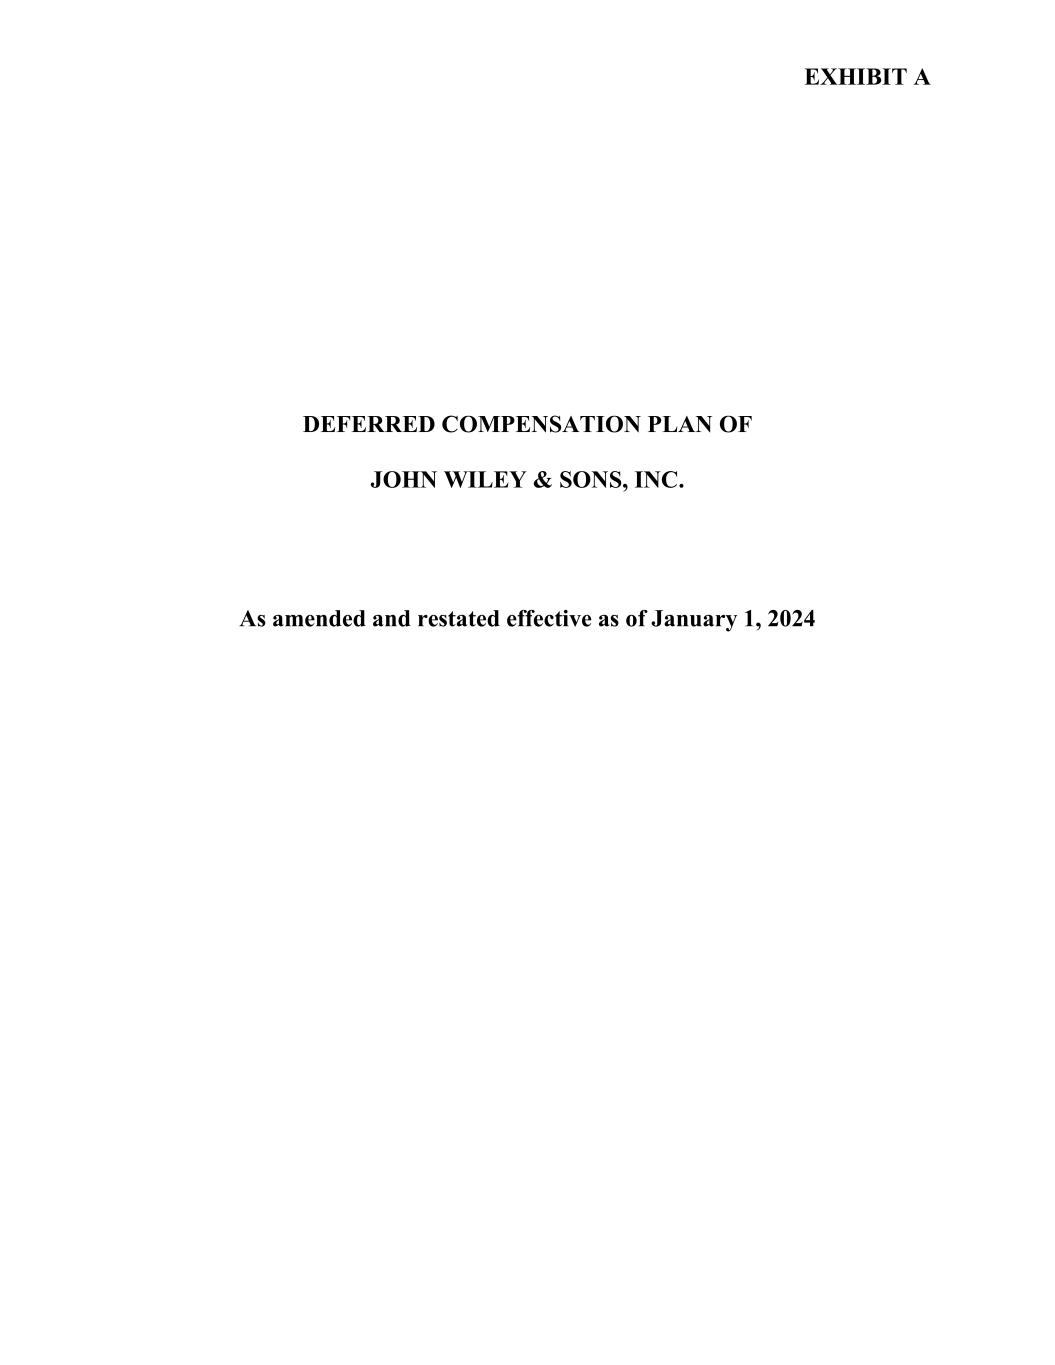 EXHIBIT A
DEFERRED COMPENSATION PLAN OF
JOHN WILEY & SONS, INC.
As amended and restated effective as of January 1, 2024